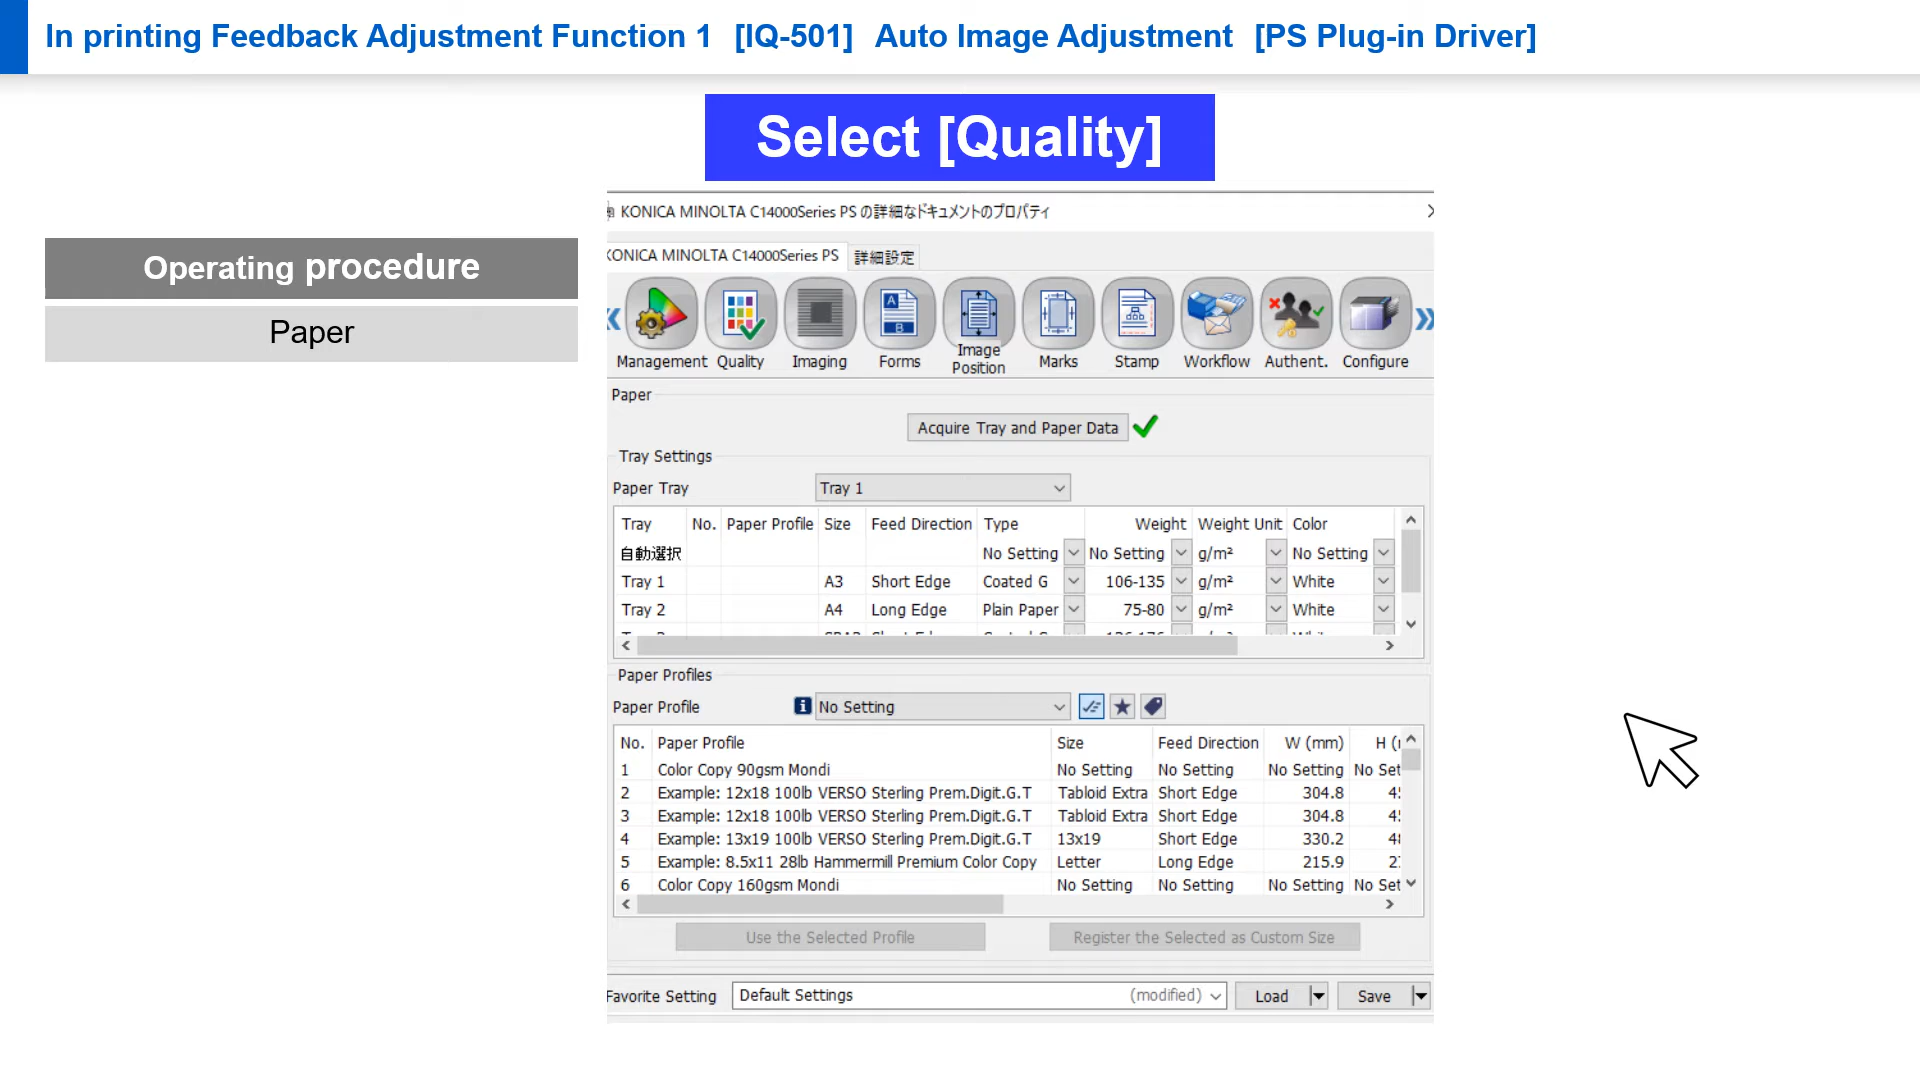 In printing Feedback Adjustment Function 1 [IQ-501] Auto Image Adjustment [PS Plug-in Driver]
Select [Quality]
Operating procedure
Paper
KONICA MINOLTA C14000Series PS の詳細なドキュメントのプロパティ
KONICA MINOLTA C14000Series PS 詳細設定
Management Quality Imaging Forms Image Position Marks Stamp Workflow Authent. Configure
Paper
Acquire Tray and Paper Data
Tray Settings
Paper Tray Tray 1
Tray No. Paper Profile Size Feed Direction Type Weight Weight Unit Color
自動選択 No Setting No Setting g/m² No Setting
Tray 1 A3 Short Edge Coated G 106-135 g/m² White
Tray 2 A4 Long Edge Plain Paper 75-80 g/m² White
Paper Profiles
Paper Profile No Setting
No. Paper Profile Size Feed Direction W (mm) H
1 Color Copy 90gsm Mondi No Setting No Setting No Setting No Set
2 Example: 12x18 100lb VERSO Sterling Prem.Digit.G.T Tabloid Extra Short Edge 304.8
3 Example: 12x18 100lb VERSO Sterling Prem.Digit.G.T Tabloid Extra Short Edge 304.8
4 Example: 13x19 100lb VERSO Sterling Prem.Digit.G.T 13x19 Short Edge 330.2
5 Example: 8.5x11 28lb Hammermill Premium Color Copy Letter Long Edge 215.9
6 Color Copy 160gsm Mondi No Setting No Setting No Setting No Set
Use the Selected Profile Register the Selected as Custom Size
Favorite Setting Default Settings (modified) Load Save